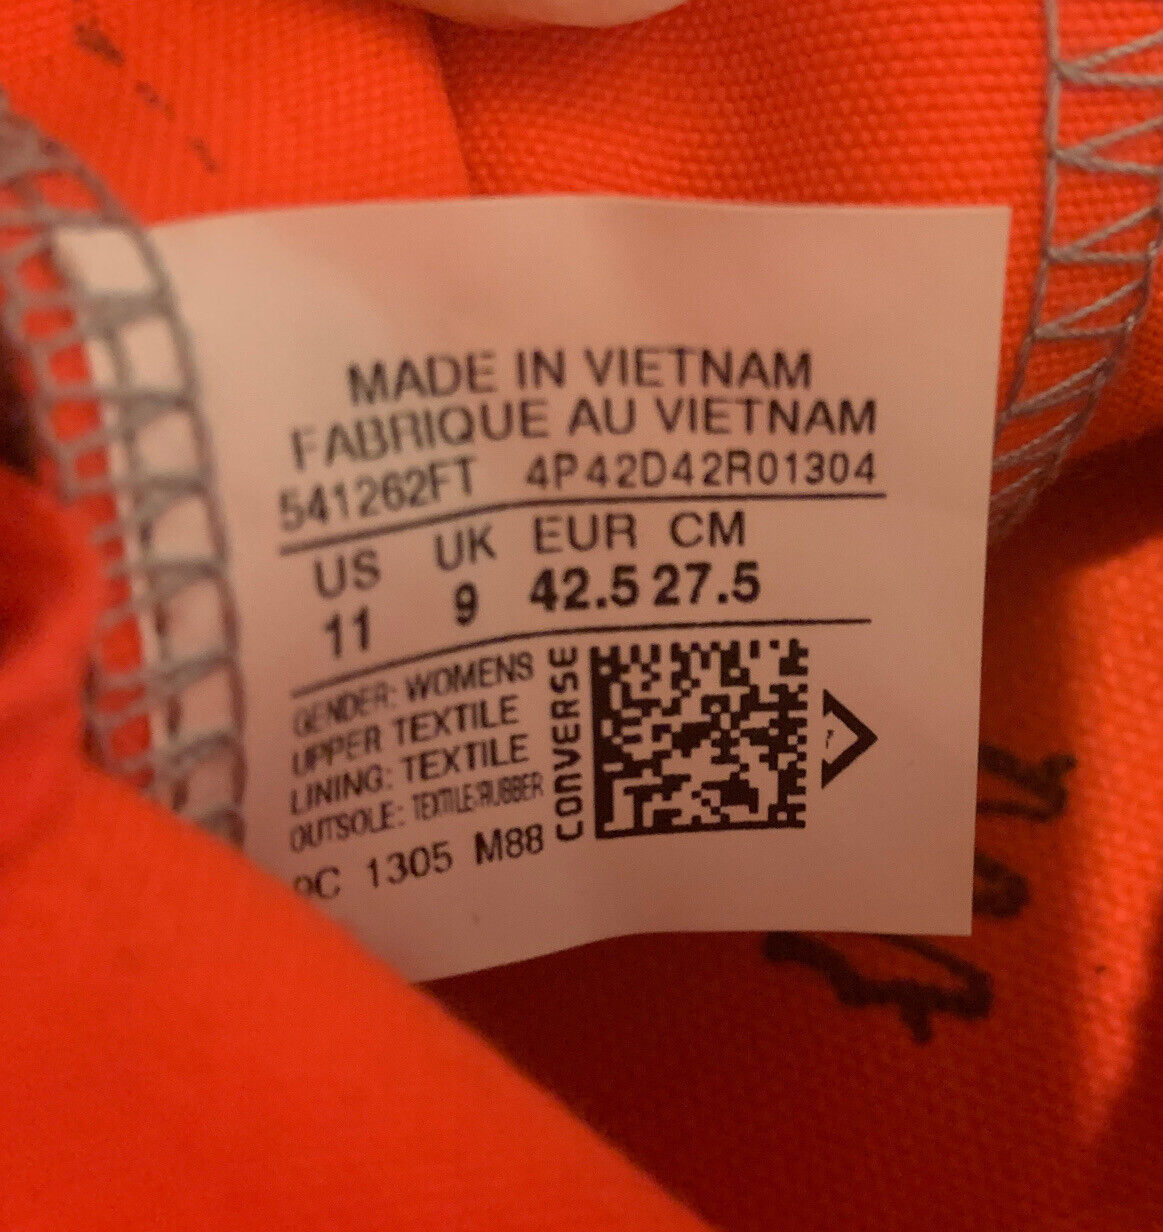 MADE IN VIETNAM
FABRIQUE AU VIETNAM
541262FT 4P42D42R01304
US UK EUR CM
11 9 42.5 27.5
GENDER: WOMENS
UPPER TEXTILE
LINING: TEXTILE
OUTSOLE: TEXTILE/RUBBER
1305 M88
CONVERSE